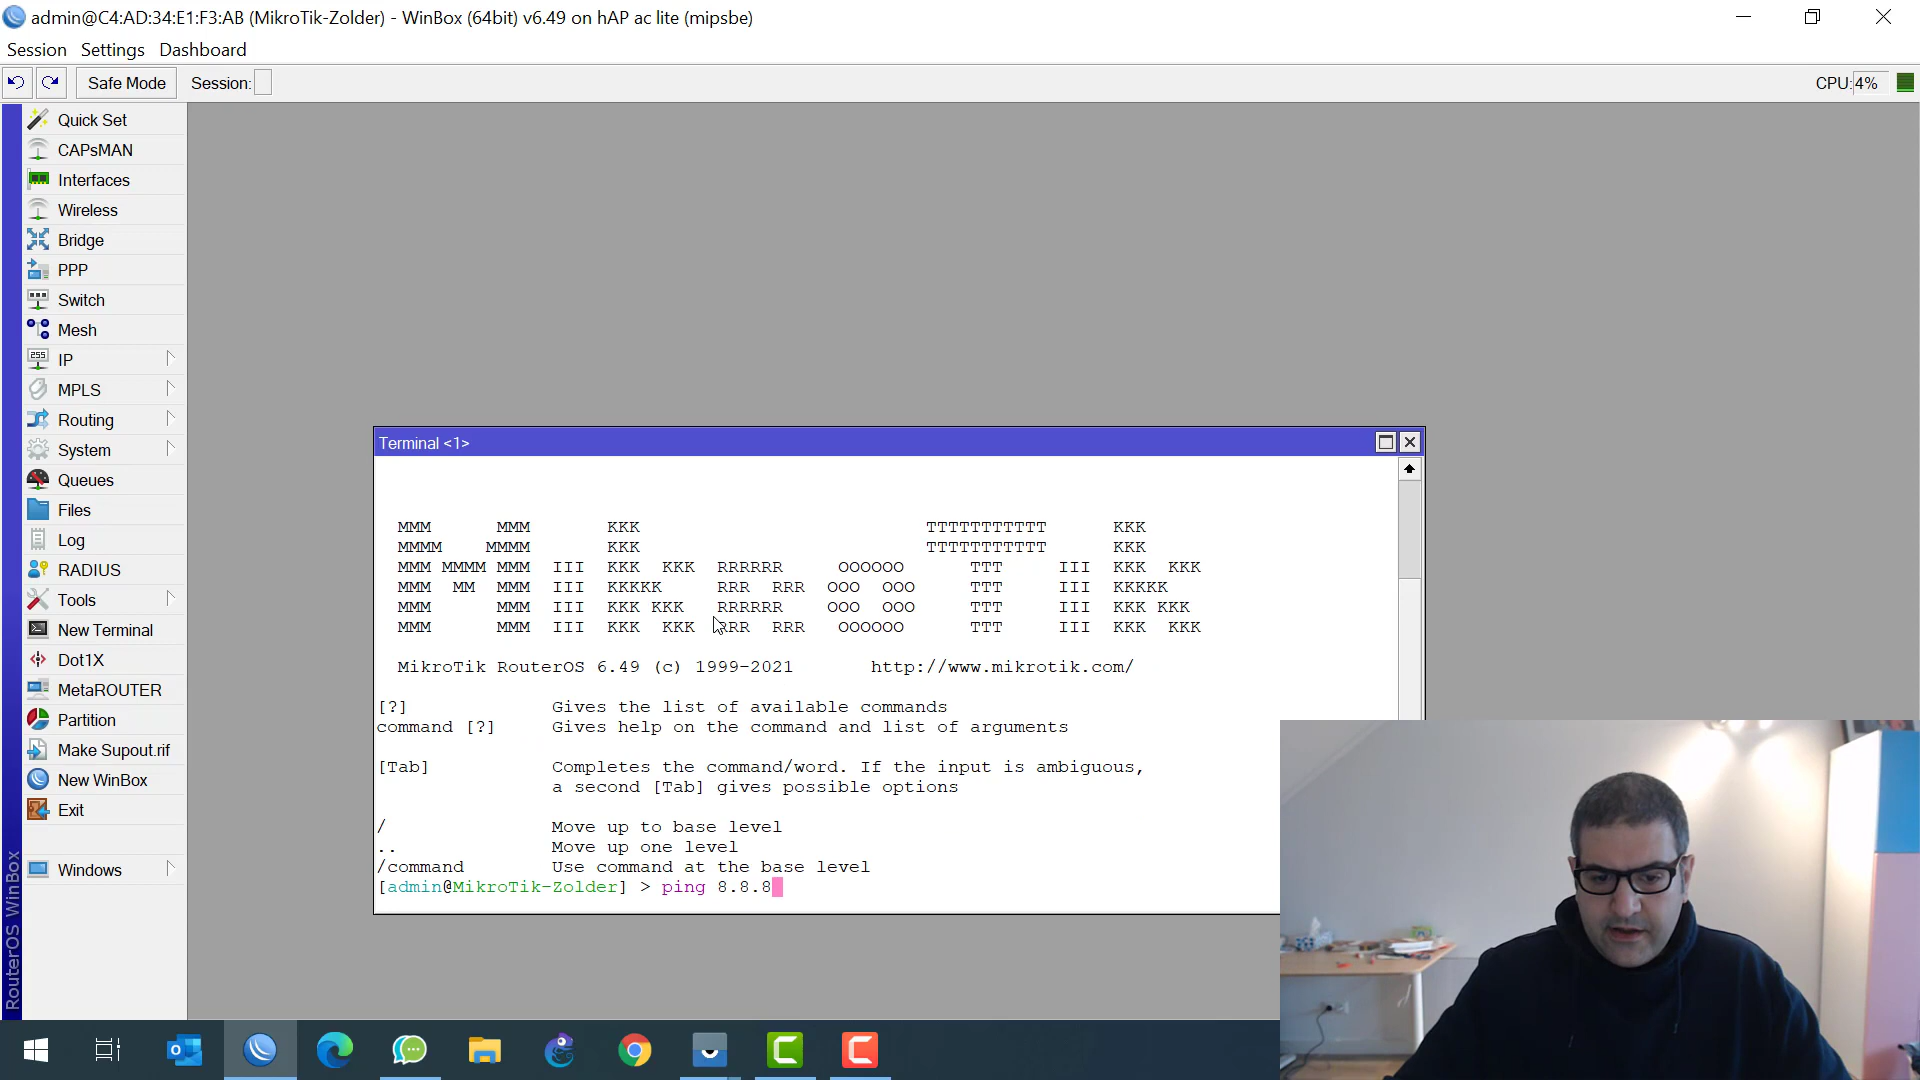 admin@C4:AD:34:E1:F3:AB (MikroTik-Zolder) - WinBox (64bit) v6.49 on hAP ac lite (mipsbe)
Session Settings Dashboard
Safe Mode Session: CPU: 4%
Quick Set
CAPsMAN
Interfaces
Wireless
Bridge
PPP
Switch
Mesh
255 IP
MPLS
Routing
System
Queues
Files
Log
RADIUS
Tools
New Terminal
Dot1X
MetaROUTER
Partition
Make Supout.rif
New WinBox
Exit
Windows
RouterOS WinBox
Terminal <1>
MMM      MMM       KKK                          TTTTTTTTTTT      KKK
MMMM    MMMM       KKK                          TTTTTTTTTTT      KKK
MMM MMMM MMM  III  KKK  KKK  RRRRRR     OOOOOO      TTT     III  KKK  KKK
MMM  MM  MMM  III  KKKKK     RRR  RRR  OOO  OOO     TTT     III  KKKKK
MMM      MMM  III  KKK KKK   RRRRRR    OOO  OOO     TTT     III  KKK KKK
MMM      MMM  III  KKK  KKK  RRR  RRR   OOOOOO      TTT     III  KKK  KKK
MikroTik RouterOS 6.49 (c) 1999-2021       http://www.mikrotik.com/
[?]             Gives the list of available commands
command [?]     Gives help on the command and list of arguments
[Tab]           Completes the command/word. If the input is ambiguous,
a second [Tab] gives possible options
/               Move up to base level
..              Move up one level
/command        Use command at the base level
[admin@MikroTik-Zolder] > ping 8.8.8